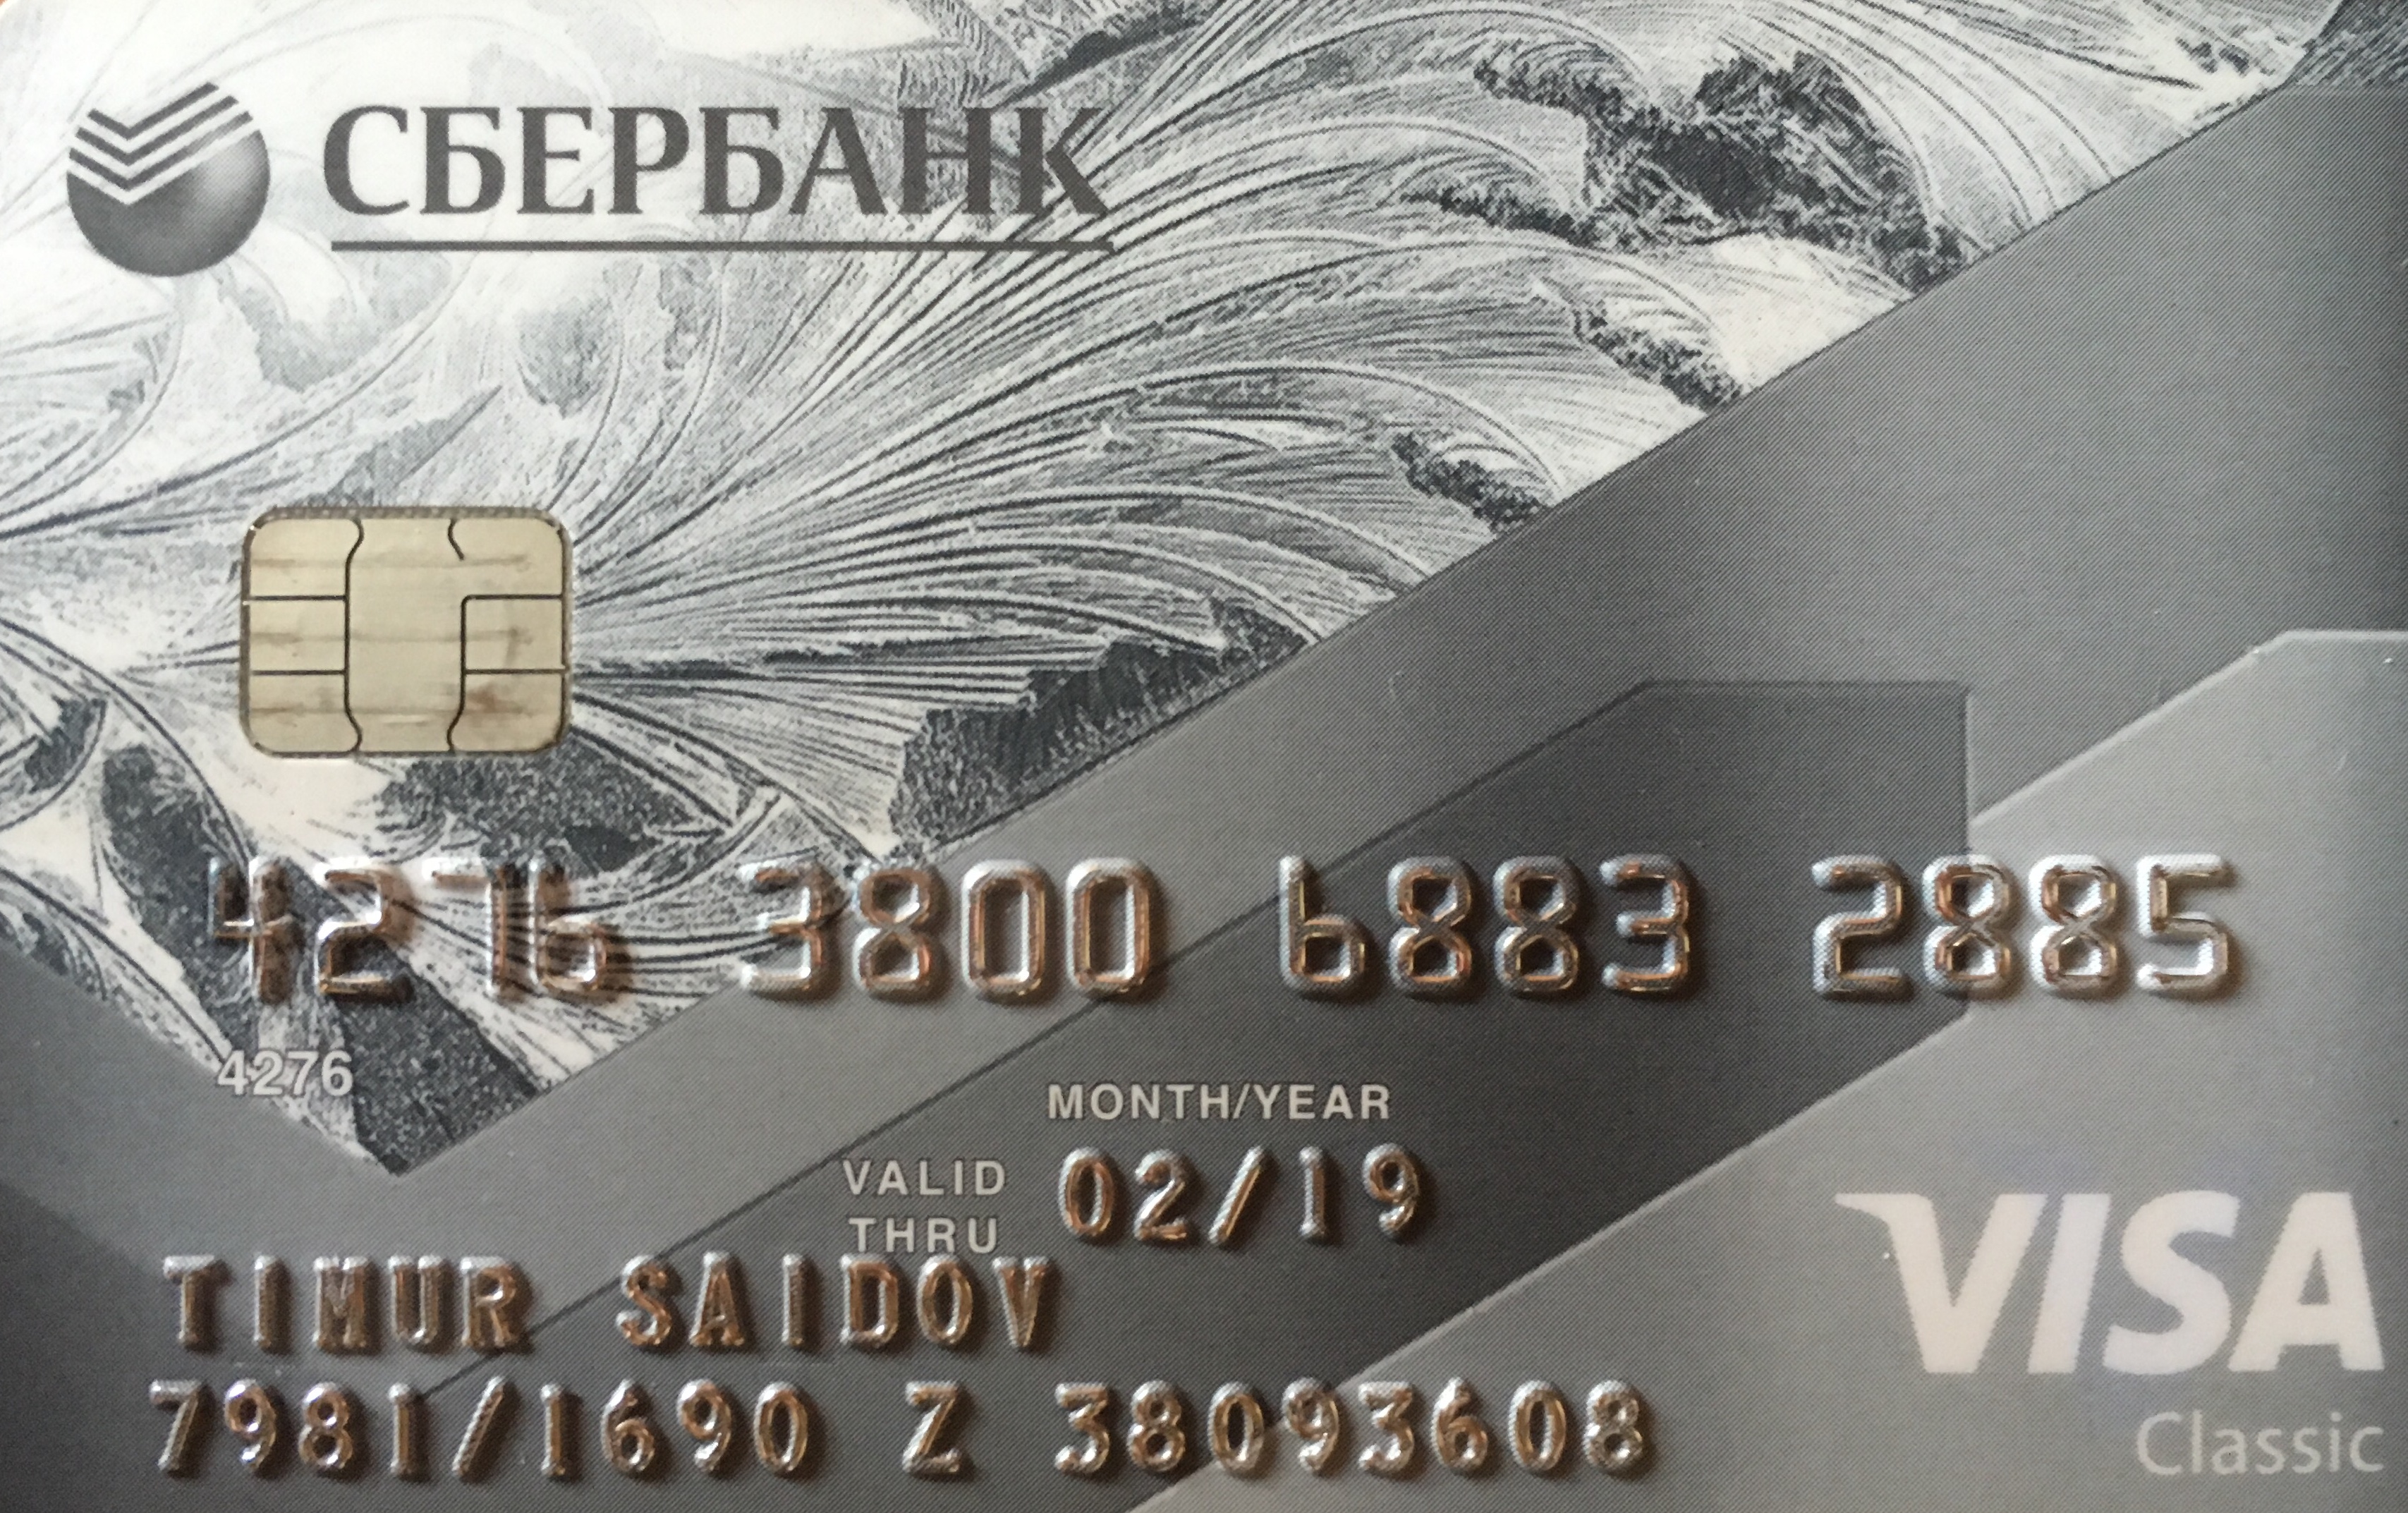 СБЕРБАНК
4276 3800 6883 2885
4276
MONTH/YEAR
VALID THRU 02/19
TIMUR SAIDOV
7981/1690 Z 38093608
VISA
Classic